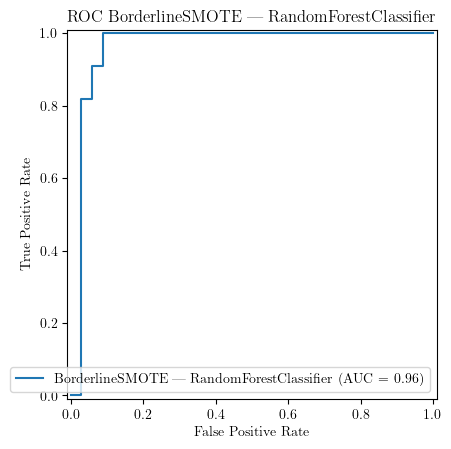 ROC BorderlineSMOTE — RandomForestClassifier
1.0
0.8
0.6
0.4
0.2
0.0
True Positive Rate
BorderlineSMOTE — RandomForestClassifier (AUC = 0.96)
0.0 0.2 0.4 0.6 0.8 1.0
False Positive Rate